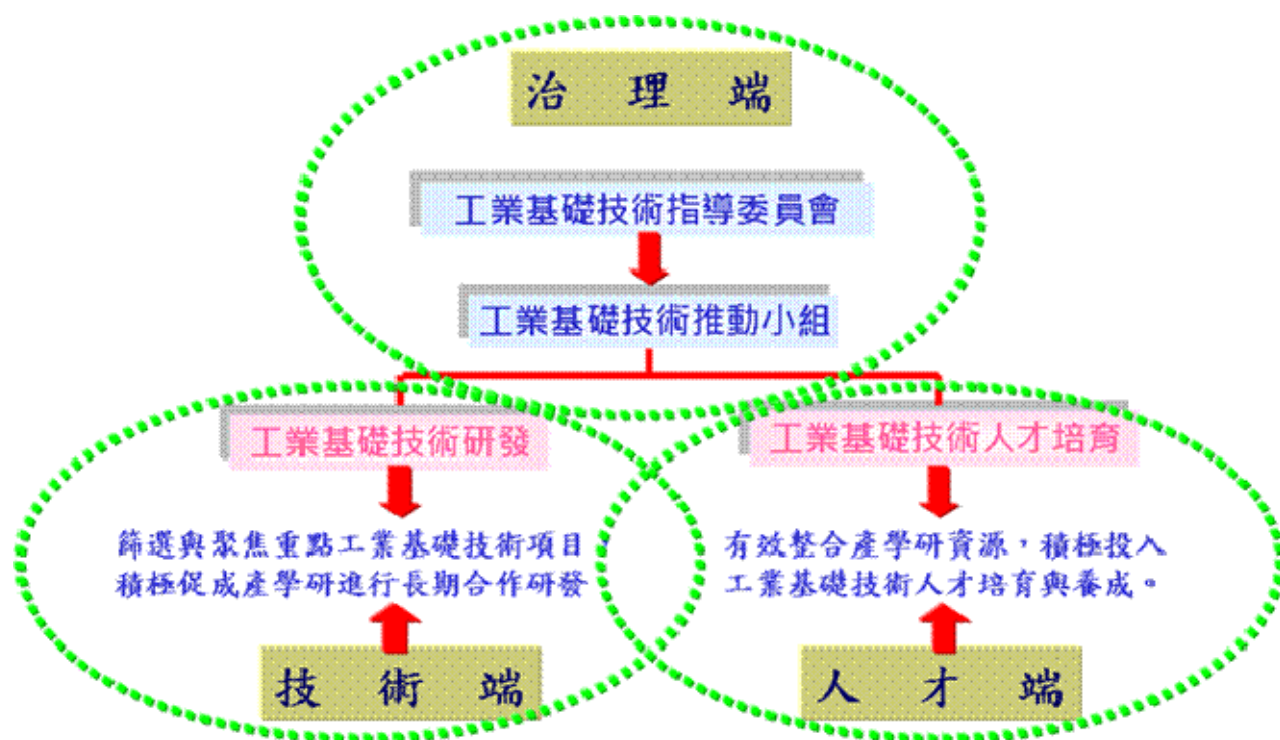 治理端
工業基礎技術指導委員會
工業基礎技術推動小組
工業基礎技術研發
工業基礎技術人才培育
篩選與聚焦重點工業基礎技術項目，
積極促成產學研進行長期合作研發
有效整合產學研資源，積極投入
工業基礎技術人才培育與養成。
技術端
人才端